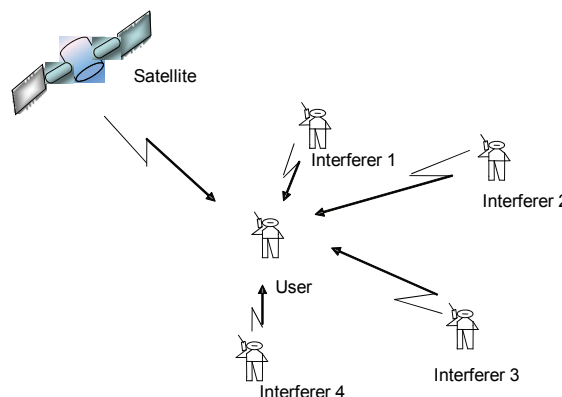 Satellite
Interferer 1
Interferer 2
User
Interferer 3
Interferer 4